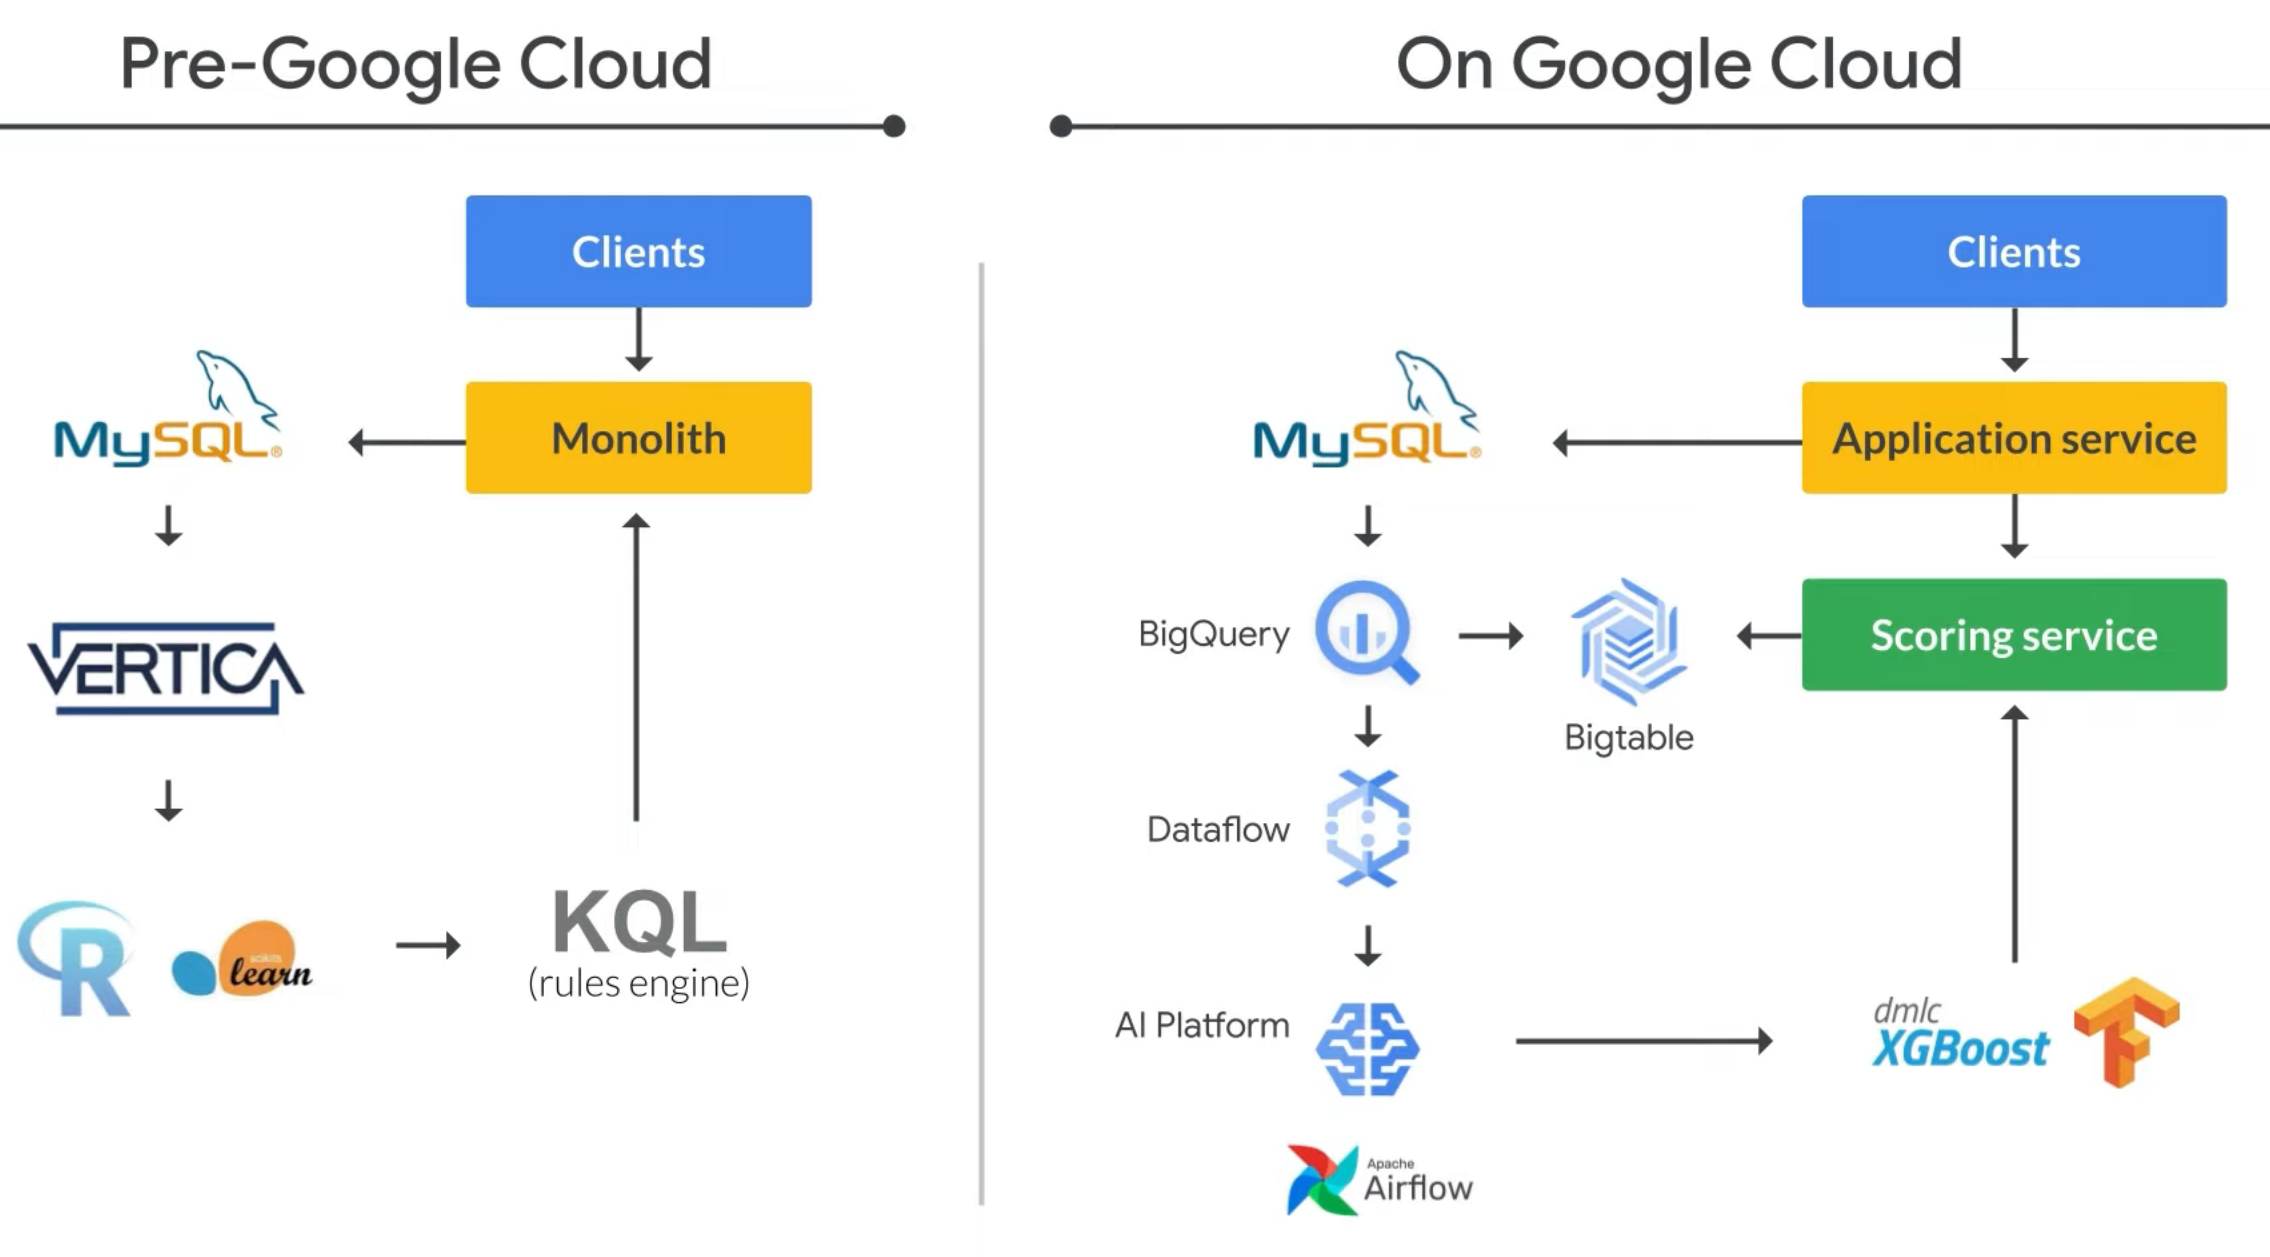 Pre-Google Cloud
On Google Cloud
Clients
MySQL®
Monolith
VERTICA
R
scikits
learn
KQL
(rules engine)
Clients
MySQL®
Application service
BigQuery
Scoring service
Bigtable
Dataflow
AI Platform
dmlc
XGBoost
Apache
Airflow